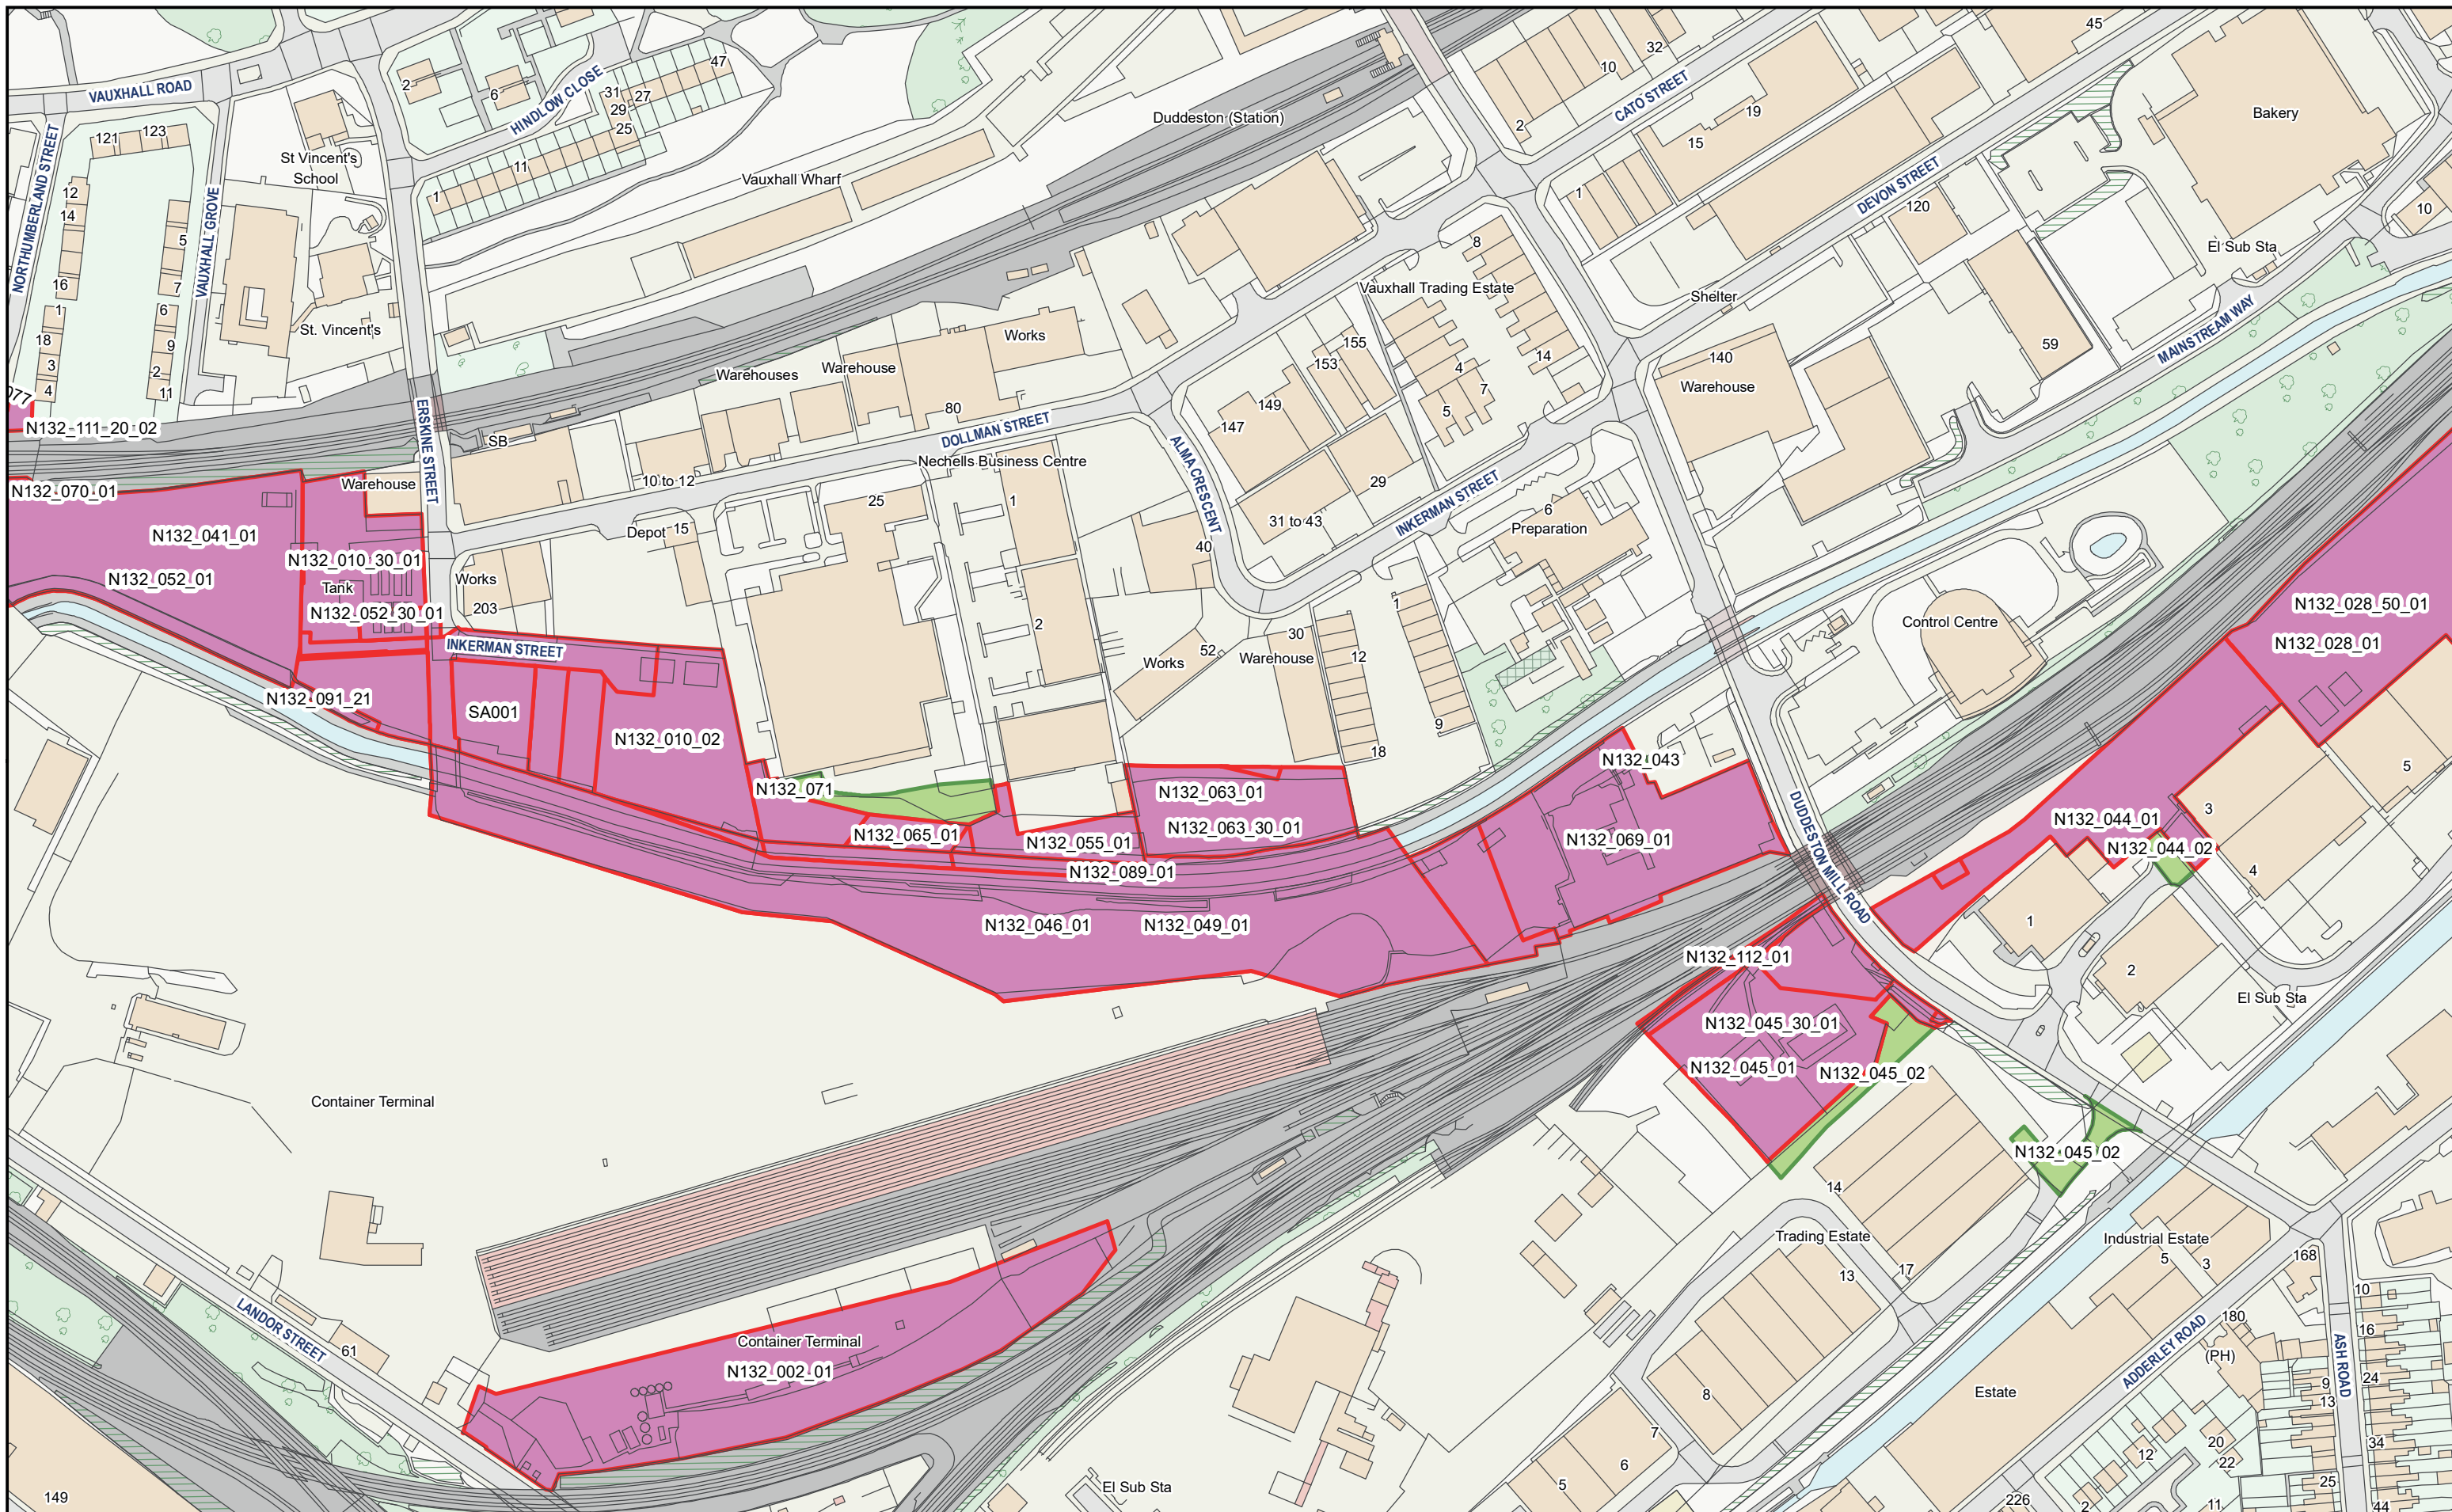 VAUXHALL ROAD
NORTHUMBERLAND STREET
VAUXHALL GROVE
121
123
12
14
16
1
18
3
4
5
7
6
9
2
11
St Vincent's
School
St. Vincent's
2
6
HINDLOW CLOSE
31
29
27
25
47
11
1
Vauxhall Wharf
Duddeston (Station)
CATO STREET
10
32
2
45
15
19
1
DEVON STREET
120
Bakery
10
El Sub Sta
MAINSTREAM WAY
59
Shelter
140
Warehouse
8
Vauxhall Trading Estate
14
4
7
5
155
153
149
147
29
31 to 43
INKERMAN STREET
6
Preparation
ALMA CRESCENT
40
Works
Warehouse
Warehouses
80
DOLLMAN STREET
Nechells Business Centre
10 to 12
SB
ERSKINE STREET
077
N132_111_20_02
N132_070_01
Warehouse
N132_041_01
N132_052_01
N132_010_30_01
Tank
N132_052_30_01
Works
203
Depot
15
25
1
2
Works
52
30
Warehouse
12
18
1
9
INKERMAN STREET
N132_091_21
SA001
N132_010_02
N132_071
N132_065_01
N132_055_01
N132_063_01
N132_063_30_01
N132_089_01
N132_046_01
N132_049_01
N132_043
N132_069_01
Control Centre
DUDDESTON MILL ROAD
N132_028_50_01
N132_028_01
5
3
4
N132_044_01
N132_044_02
1
2
El Sub Sta
N132_112_01
N132_045_30_01
N132_045_01
N132_045_02
N132_045_02
14
Trading Estate
13
17
8
7
6
5
Industrial Estate
5
3
168
180
(PH)
ADDERLEY ROAD
ASH ROAD
Estate
10
16
24
9
13
34
25
44
12
20
22
11
2
226
Container Terminal
LANDOR STREET
61
149
Container Terminal
N132_002_01
El Sub Sta